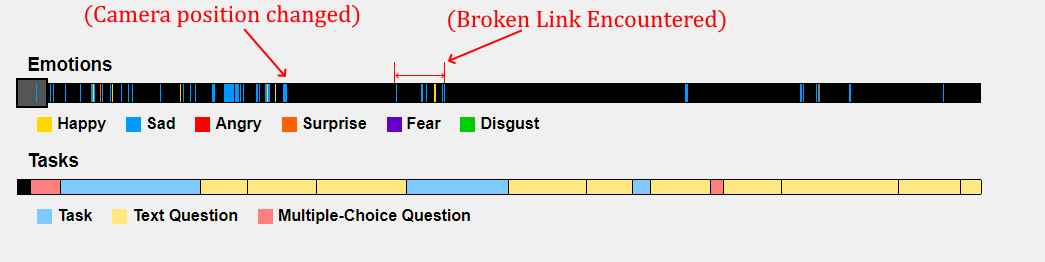 (Camera position changed)
(Broken Link Encountered)
Emotions
Happy Sad Angry Surprise Fear Disgust
Tasks
Task Text Question Multiple-Choice Question